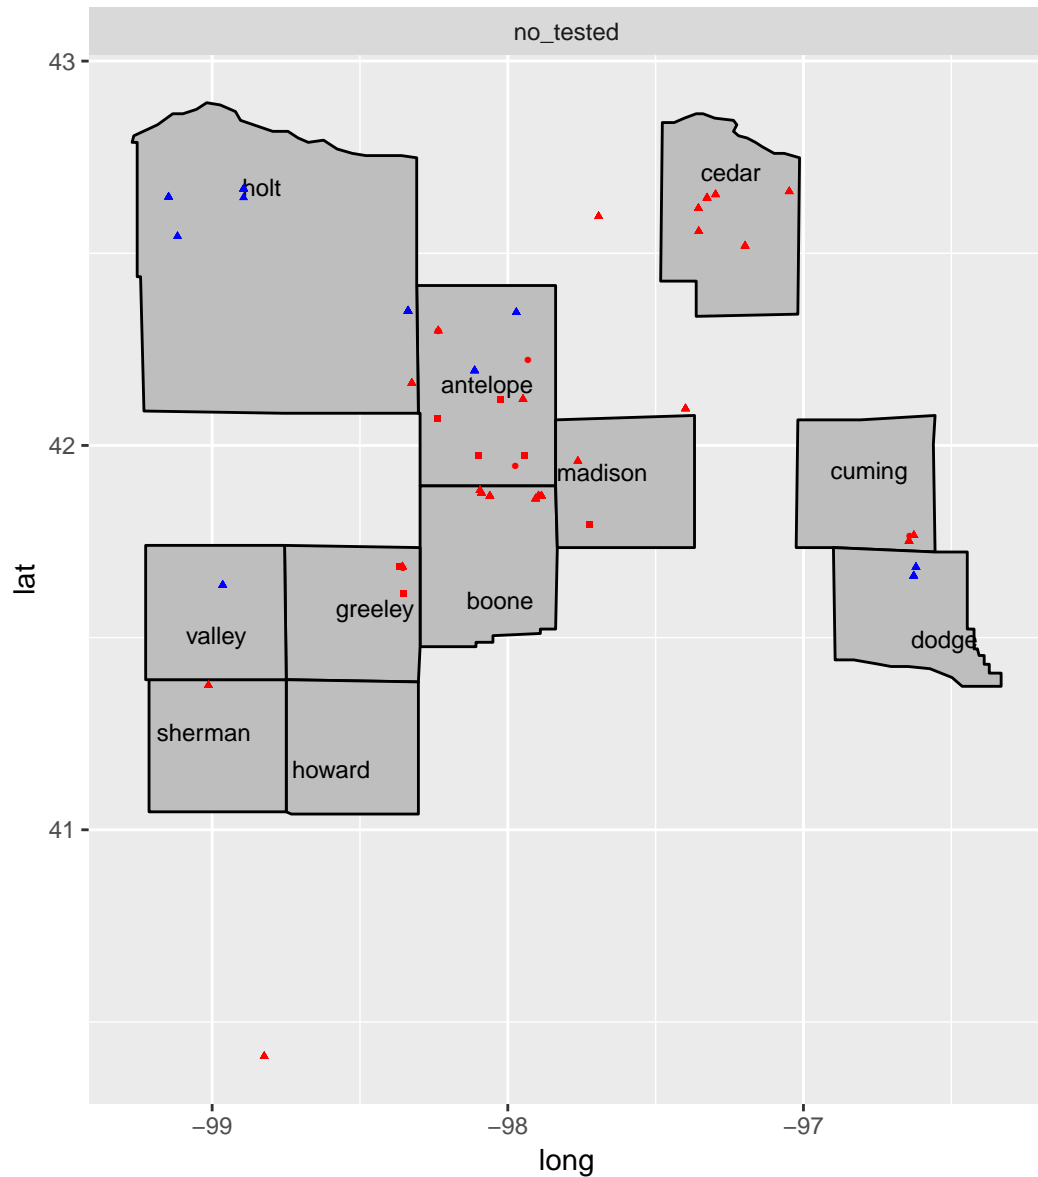 no_tested
43
cedar
holt
antelope
42
madison
cuming
lat
boone
greeley
valley
dodge
sherman
howard
41
−99
−98
−97
long